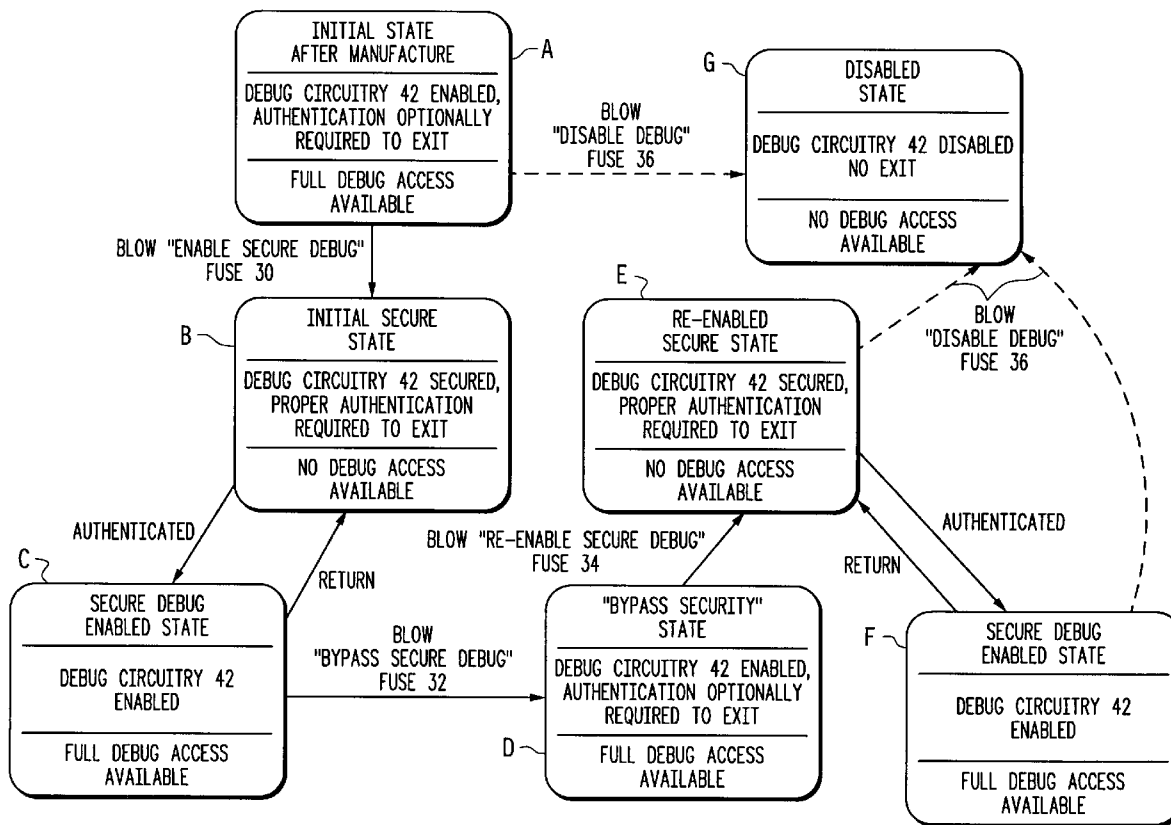 INITIAL STATE
AFTER MANUFACTURE
DEBUG CIRCUITRY 42 ENABLED,
AUTHENTICATION OPTIONALLY
REQUIRED TO EXIT
FULL DEBUG ACCESS
AVAILABLE
A
BLOW
"DISABLE DEBUG"
FUSE 36
G
DISABLED
STATE
DEBUG CIRCUITRY 42 DISABLED
NO EXIT
NO DEBUG ACCESS
AVAILABLE
BLOW "ENABLE SECURE DEBUG"
FUSE 30
B
INITIAL SECURE
STATE
DEBUG CIRCUITRY 42 SECURED,
PROPER AUTHENTICATION
REQUIRED TO EXIT
NO DEBUG ACCESS
AVAILABLE
E
RE-ENABLED
SECURE STATE
DEBUG CIRCUITRY 42 SECURED,
PROPER AUTHENTICATION
REQUIRED TO EXIT
NO DEBUG ACCESS
AVAILABLE
BLOW
"DISABLE DEBUG"
FUSE 36
AUTHENTICATED
RETURN
BLOW "RE-ENABLE SECURE DEBUG"
FUSE 34
AUTHENTICATED
RETURN
C
SECURE DEBUG
ENABLED STATE
DEBUG CIRCUITRY 42
ENABLED
FULL DEBUG ACCESS
AVAILABLE
BLOW
"BYPASS SECURE DEBUG"
FUSE 32
D
"BYPASS SECURITY"
STATE
DEBUG CIRCUITRY 42 ENABLED,
AUTHENTICATION OPTIONALLY
REQUIRED TO EXIT
FULL DEBUG ACCESS
AVAILABLE
F
SECURE DEBUG
ENABLED STATE
DEBUG CIRCUITRY 42
ENABLED
FULL DEBUG ACCESS
AVAILABLE